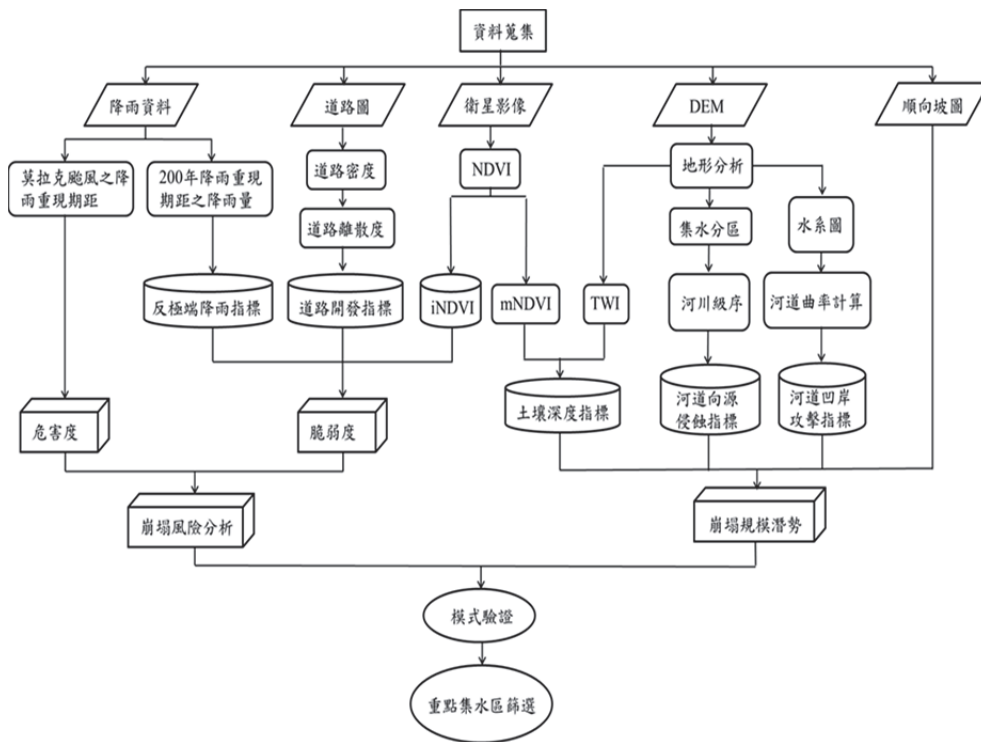 資料蒐集
降雨資料
道路圖
衛星影像
DEM
順向坡圖
莫拉克颱風之降
雨重現期距
200年降雨重現
期距之降雨量
道路密度
NDVI
地形分析
道路離散度
集水分區
水系圖
反極端降雨指標
道路開發指標
iNDVI
mNDVI
TWI
河川級序
河道曲率計算
危害度
脆弱度
土壤深度指標
河道向源
侵蝕指標
河道凹岸
攻擊指標
崩塌風險分析
崩塌規模潛勢
模式驗證
重點集水區篩選